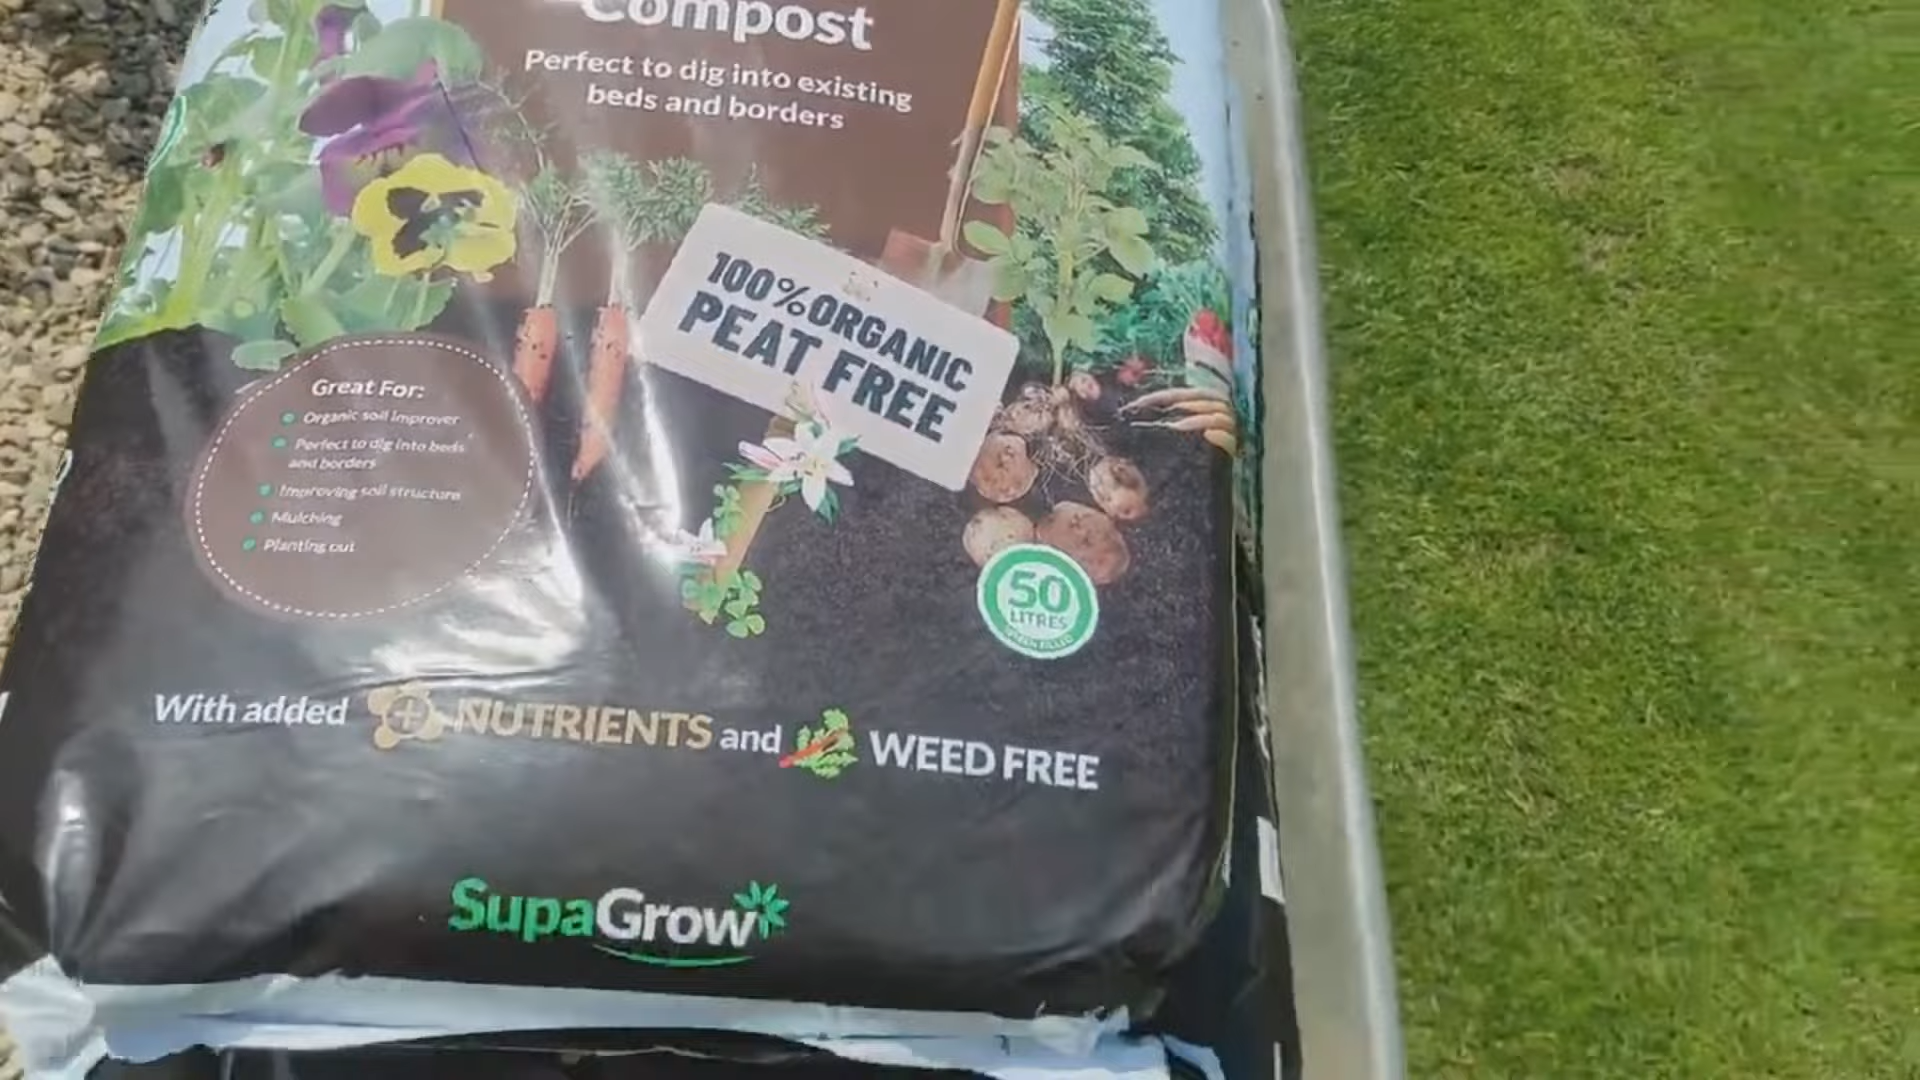 Compost
Perfect to dig into existing
beds and borders
100% ORGANIC
PEAT FREE
Great For:
Organic soil improver
Perfect to dig into beds
and borders
Improving soil structure
Mulching
Planting out
50
LITRES
With added NUTRIENTS and WEED FREE
SupaGrow